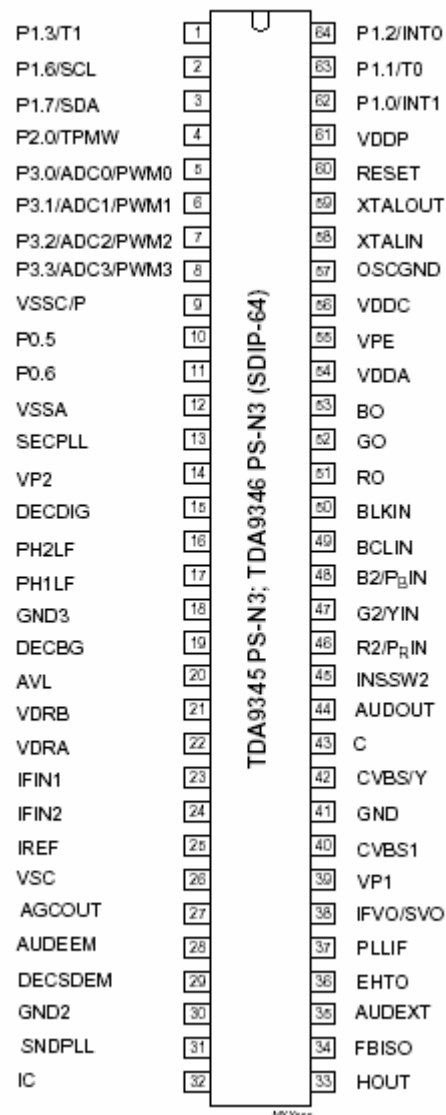 P1.3/T1 1 64 P1.2/INT0
P1.6/SCL 2 63 P1.1/T0
P1.7/SDA 3 62 P1.0/INT1
P2.0/TPMW 4 61 VDDP
P3.0/ADC0/PWM0 5 60 RESET
P3.1/ADC1/PWM1 6 59 XTALOUT
P3.2/ADC2/PWM2 7 58 XTALIN
P3.3/ADC3/PWM3 8 57 OSCGND
VSSC/P 9 56 VDDC
P0.5 10 55 VPE
P0.6 11 54 VDDA
VSSA 12 53 BO
SECPLL 13 52 GO
VP2 14 51 RO
DECDIG 15 50 BLKIN
PH2LF 16 49 BCLIN
PH1LF 17 48 B2/PBIN
GND3 18 47 G2/YIN
DECBG 19 46 R2/PRIN
AVL 20 45 INSSW2
VDRB 21 44 AUDOUT
VDRA 22 43 C
IFIN1 23 42 CVBS/Y
IFIN2 24 41 GND
IREF 25 40 CVBS1
VSC 26 39 VP1
AGCOUT 27 38 IFVO/SVO
AUDEEM 28 37 PLLIF
DECSDEM 29 36 EHTO
GND2 30 35 AUDEXT
SNDPLL 31 34 FBISO
IC 32 33 HOUT
TDA9345 PS-N3; TDA9346 PS-N3 (SDIP-64)